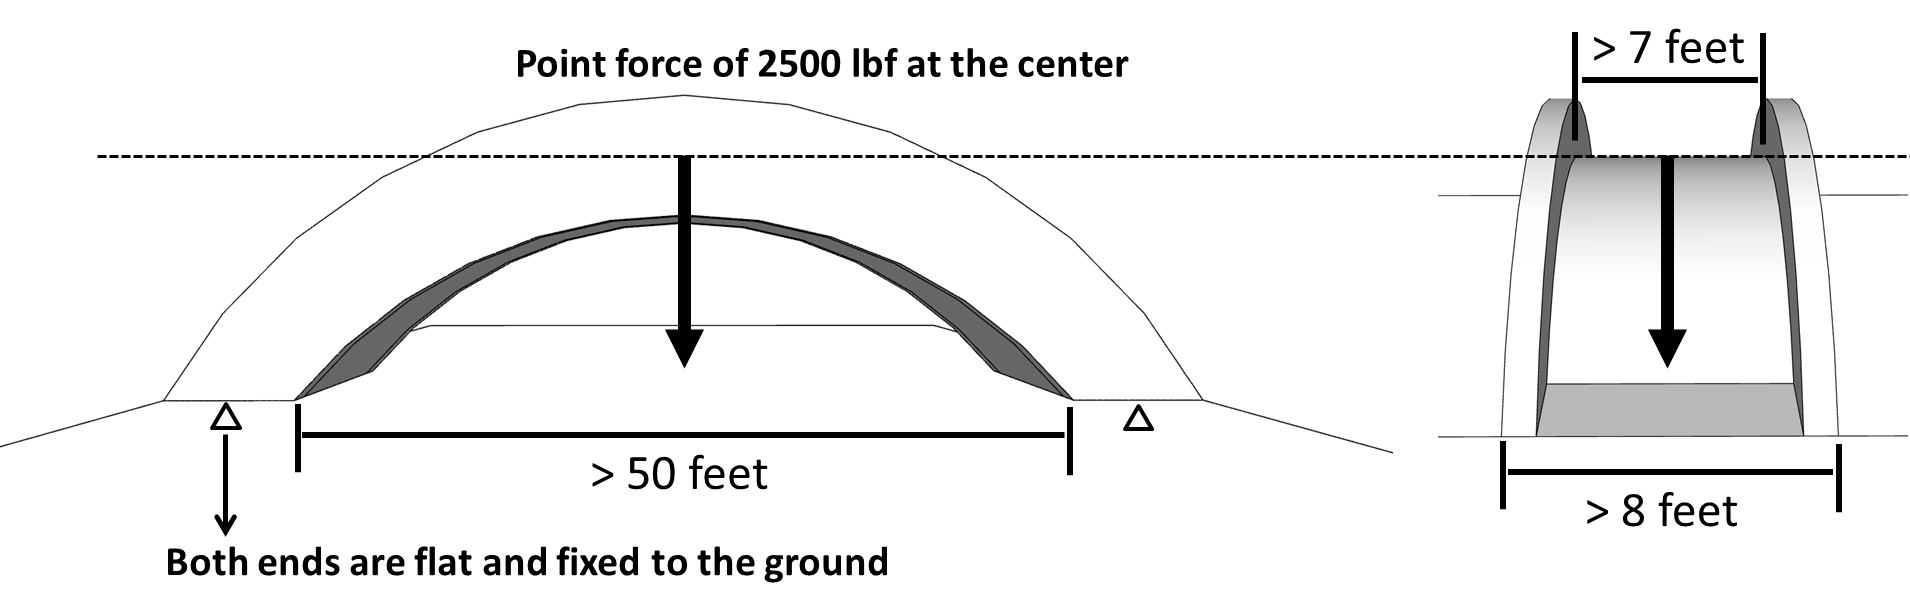 Point force of 2500 lbf at the center
> 7 feet
> 50 feet
> 8 feet
Both ends are flat and fixed to the ground